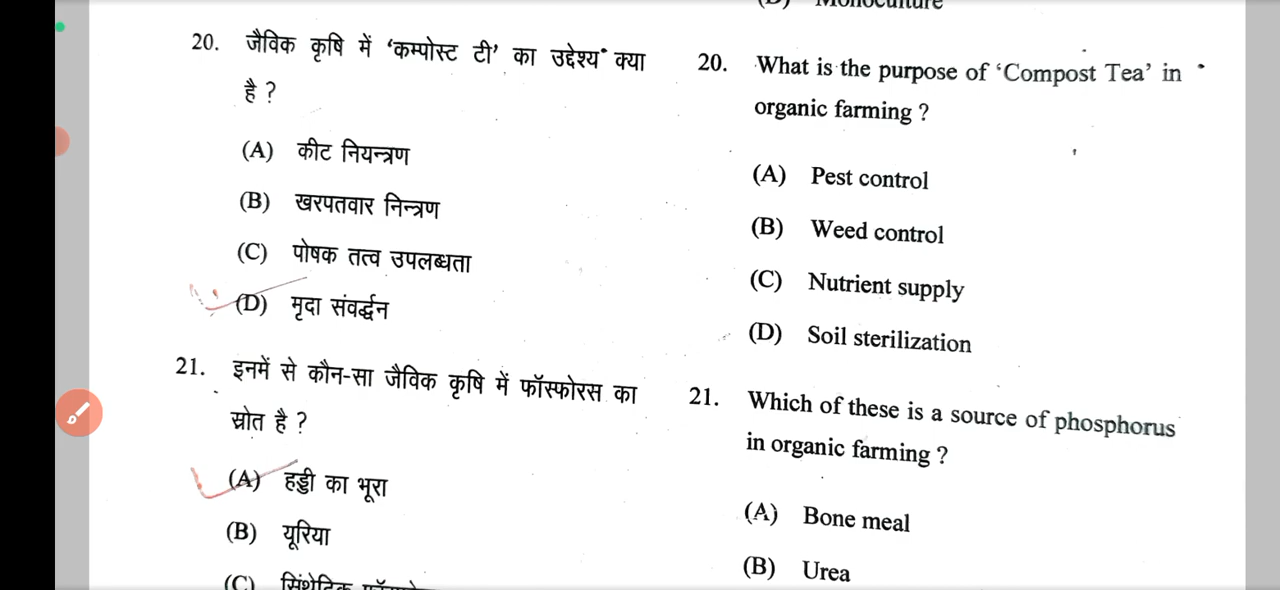 20. जैविक कृषि में ‘कम्पोस्ट टी’ का उद्देश्य क्या
है ?
(A) कीट नियन्त्रण
(B) खरपतवार निन्त्रण
(C) पोषक तत्व उपलब्धता
(D) मृदा संवर्द्धन
21. इनमें से कौन-सा जैविक कृषि में फॉस्फोरस का
स्रोत है ?
(A) हड्डी का भूरा
(B) यूरिया
(C) सिंथेटिक
(D) Monoculture
20. What is the purpose of ‘Compost Tea’ in
organic farming ?
(A) Pest control
(B) Weed control
(C) Nutrient supply
(D) Soil sterilization
21. Which of these is a source of phosphorus
in organic farming ?
(A) Bone meal
(B) Urea